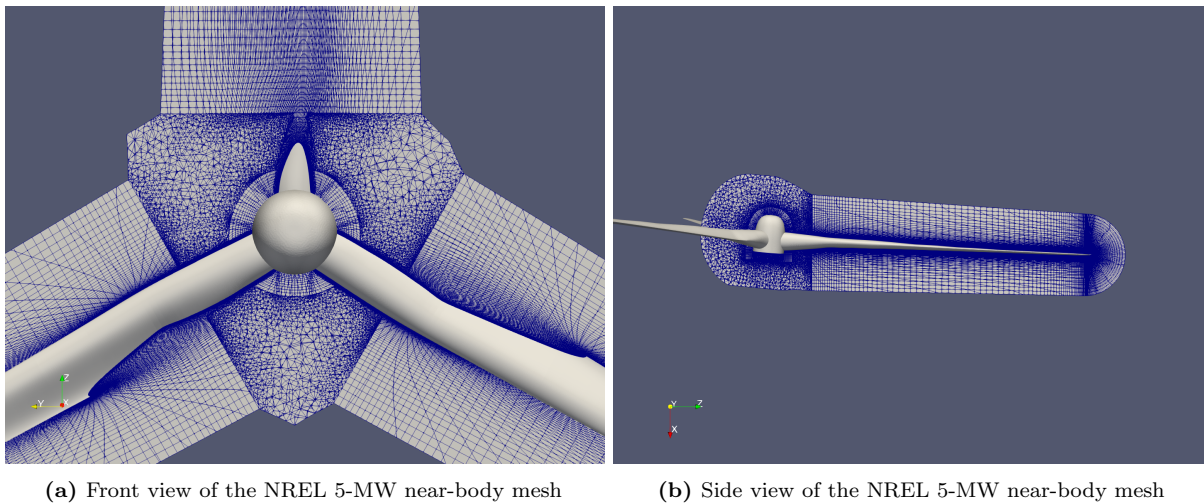 Z
Y
X
Y
Z
X
(a) Front view of the NREL 5-MW near-body mesh
(b) Side view of the NREL 5-MW near-body mesh